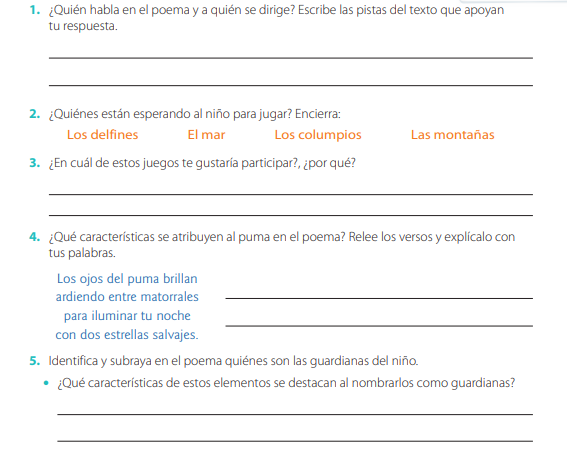 1. ¿Quién habla en el poema y a quién se dirige? Escribe las pistas del texto que apoyan
tu respuesta.
2. ¿Quiénes están esperando al niño para jugar? Encierra:
Los delfines El mar Los columpios Las montañas
3. ¿En cuál de estos juegos te gustaría participar?, ¿por qué?
4. ¿Qué características se atribuyen al puma en el poema? Relee los versos y explícalo con
tus palabras.
Los ojos del puma brillan
ardiendo entre matorrales
para iluminar tu noche
con dos estrellas salvajes.
5. Identifica y subraya en el poema quiénes son las guardianas del niño.
• ¿Qué características de estos elementos se destacan al nombrarlos como guardianas?